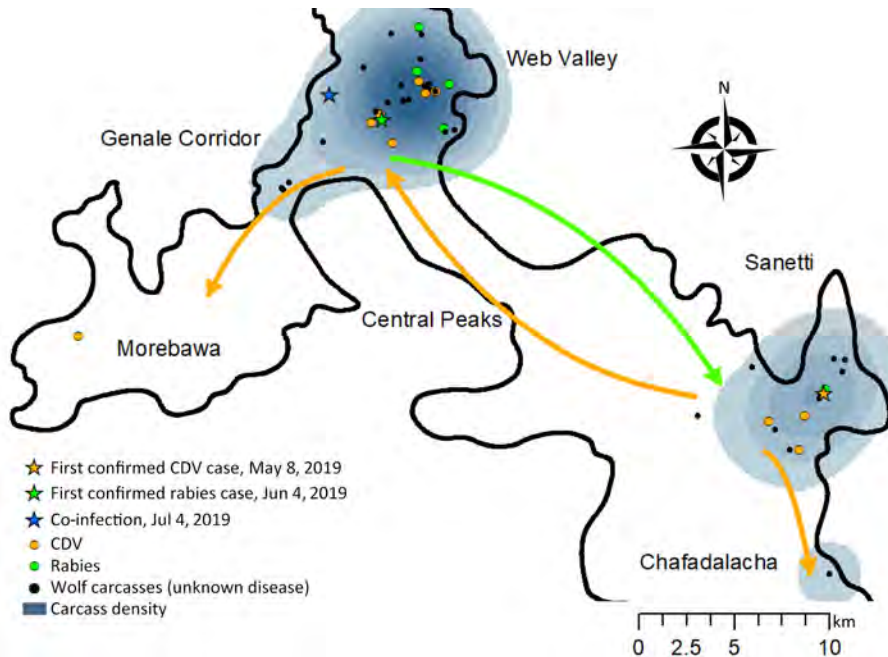 Web Valley
N
Genale Corridor
Sanetti
Central Peaks
Morebawa
First confirmed CDV case, May 8, 2019
First confirmed rabies case, Jun 4, 2019
Co-infection, Jul 4, 2019
CDV
Rabies
Wolf carcasses (unknown disease)
Carcass density
Chafadalacha
km
0 2.5 5 10